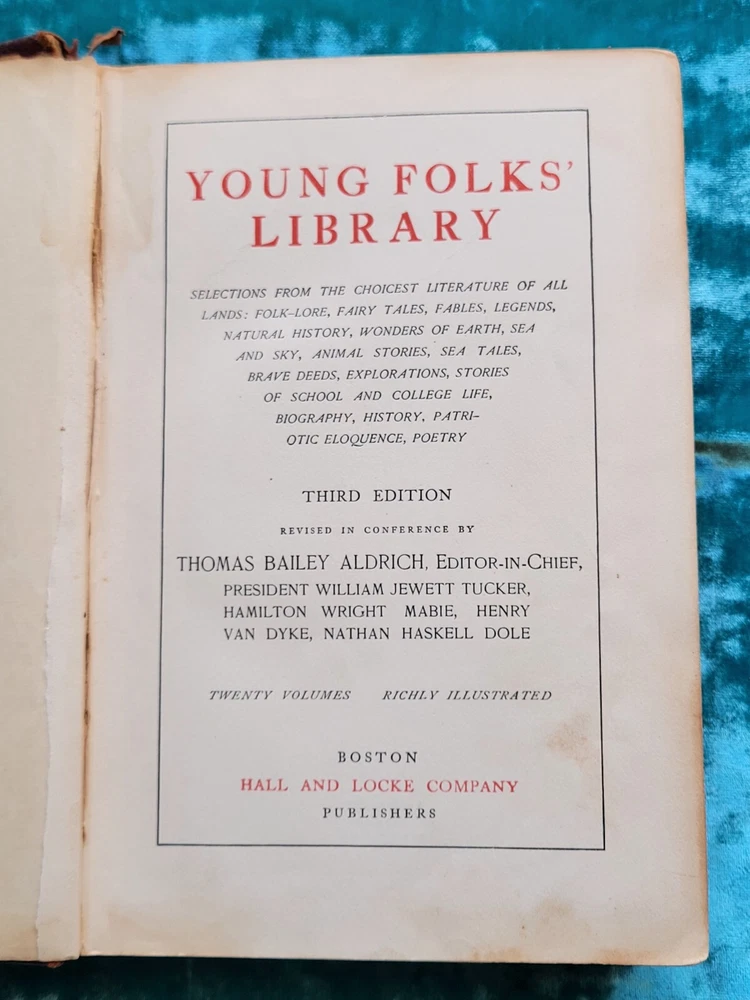 YOUNG FOLKS'
LIBRARY
SELECTIONS FROM THE CHOICEST LITERATURE OF ALL
LANDS: FOLK-LORE, FAIRY TALES, FABLES, LEGENDS,
NATURAL HISTORY, WONDERS OF EARTH, SEA
AND SKY, ANIMAL STORIES, SEA TALES,
BRAVE DEEDS, EXPLORATIONS, STORIES
OF SCHOOL AND COLLEGE LIFE,
BIOGRAPHY, HISTORY, PATRI-
OTIC ELOQUENCE, POETRY
THIRD EDITION
REVISED IN CONFERENCE BY
THOMAS BAILEY ALDRICH, EDITOR-IN-CHIEF,
PRESIDENT WILLIAM JEWETT TUCKER,
HAMILTON WRIGHT MABIE, HENRY
VAN DYKE, NATHAN HASKELL DOLE
TWENTY VOLUMES RICHLY ILLUSTRATED
BOSTON
HALL AND LOCKE COMPANY
PUBLISHERS